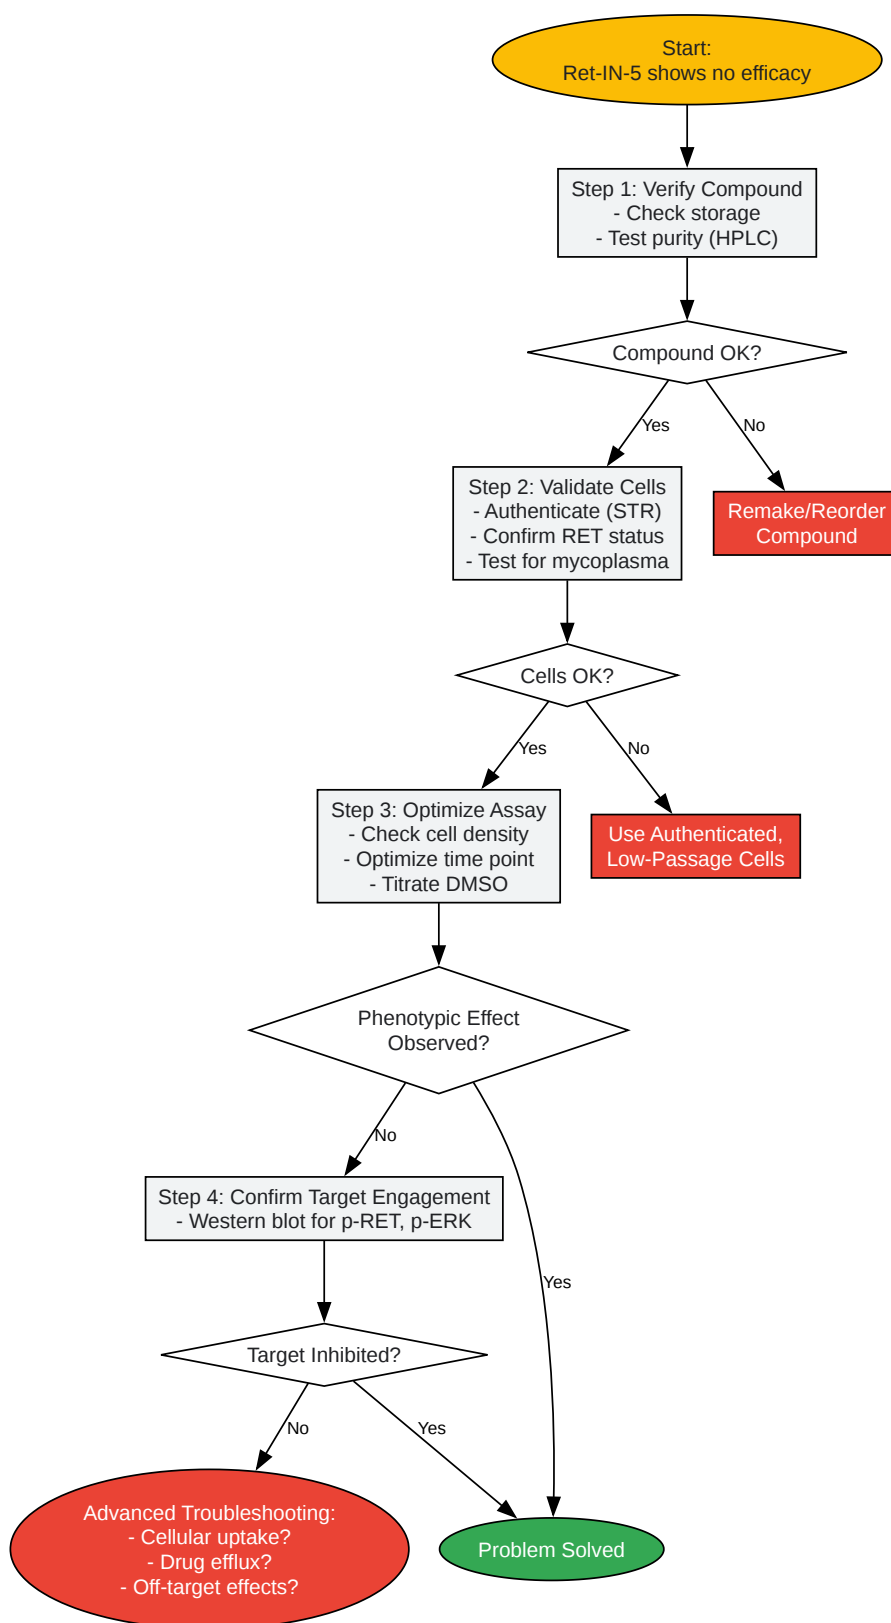 Start:
Ret-IN-5 shows no efficacy
Step 1: Verify Compound
- Check storage
- Test purity (HPLC)
Compound OK?
Yes
No
Step 2: Validate Cells
- Authenticate (STR)
- Confirm RET status
- Test for mycoplasma
Remake/Reorder
Compound
Cells OK?
Yes
No
Step 3: Optimize Assay
- Check cell density
- Optimize time point
- Titrate DMSO
Use Authenticated,
Low-Passage Cells
Phenotypic Effect
Observed?
No
Yes
Step 4: Confirm Target Engagement
- Western blot for p-RET, p-ERK
Target Inhibited?
No
Yes
Advanced Troubleshooting:
- Cellular uptake?
- Drug efflux?
- Off-target effects?
Problem Solved